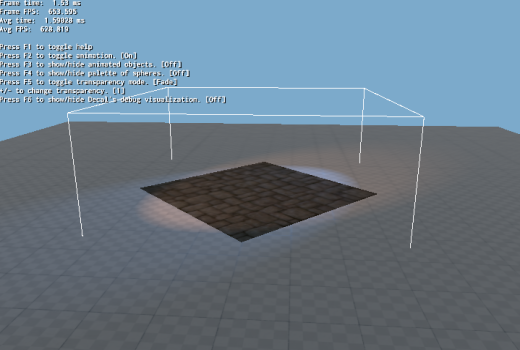 Frame time: 1.53 ms
Frame FPS: 653.595
Avg time: 1.59028 ms
Avg FPS: 628.819
Press F1 to toggle help
Press F2 to toggle animation. [On]
Press F3 to show/hide animated objects. [Off]
Press F4 to show/hide palette of spheres. [Off]
Press F5 to toggle transparency mode. [Fade]
+/- to change transparency. [1]
Press F6 to show/hide Decal's debug visualization. [Off]